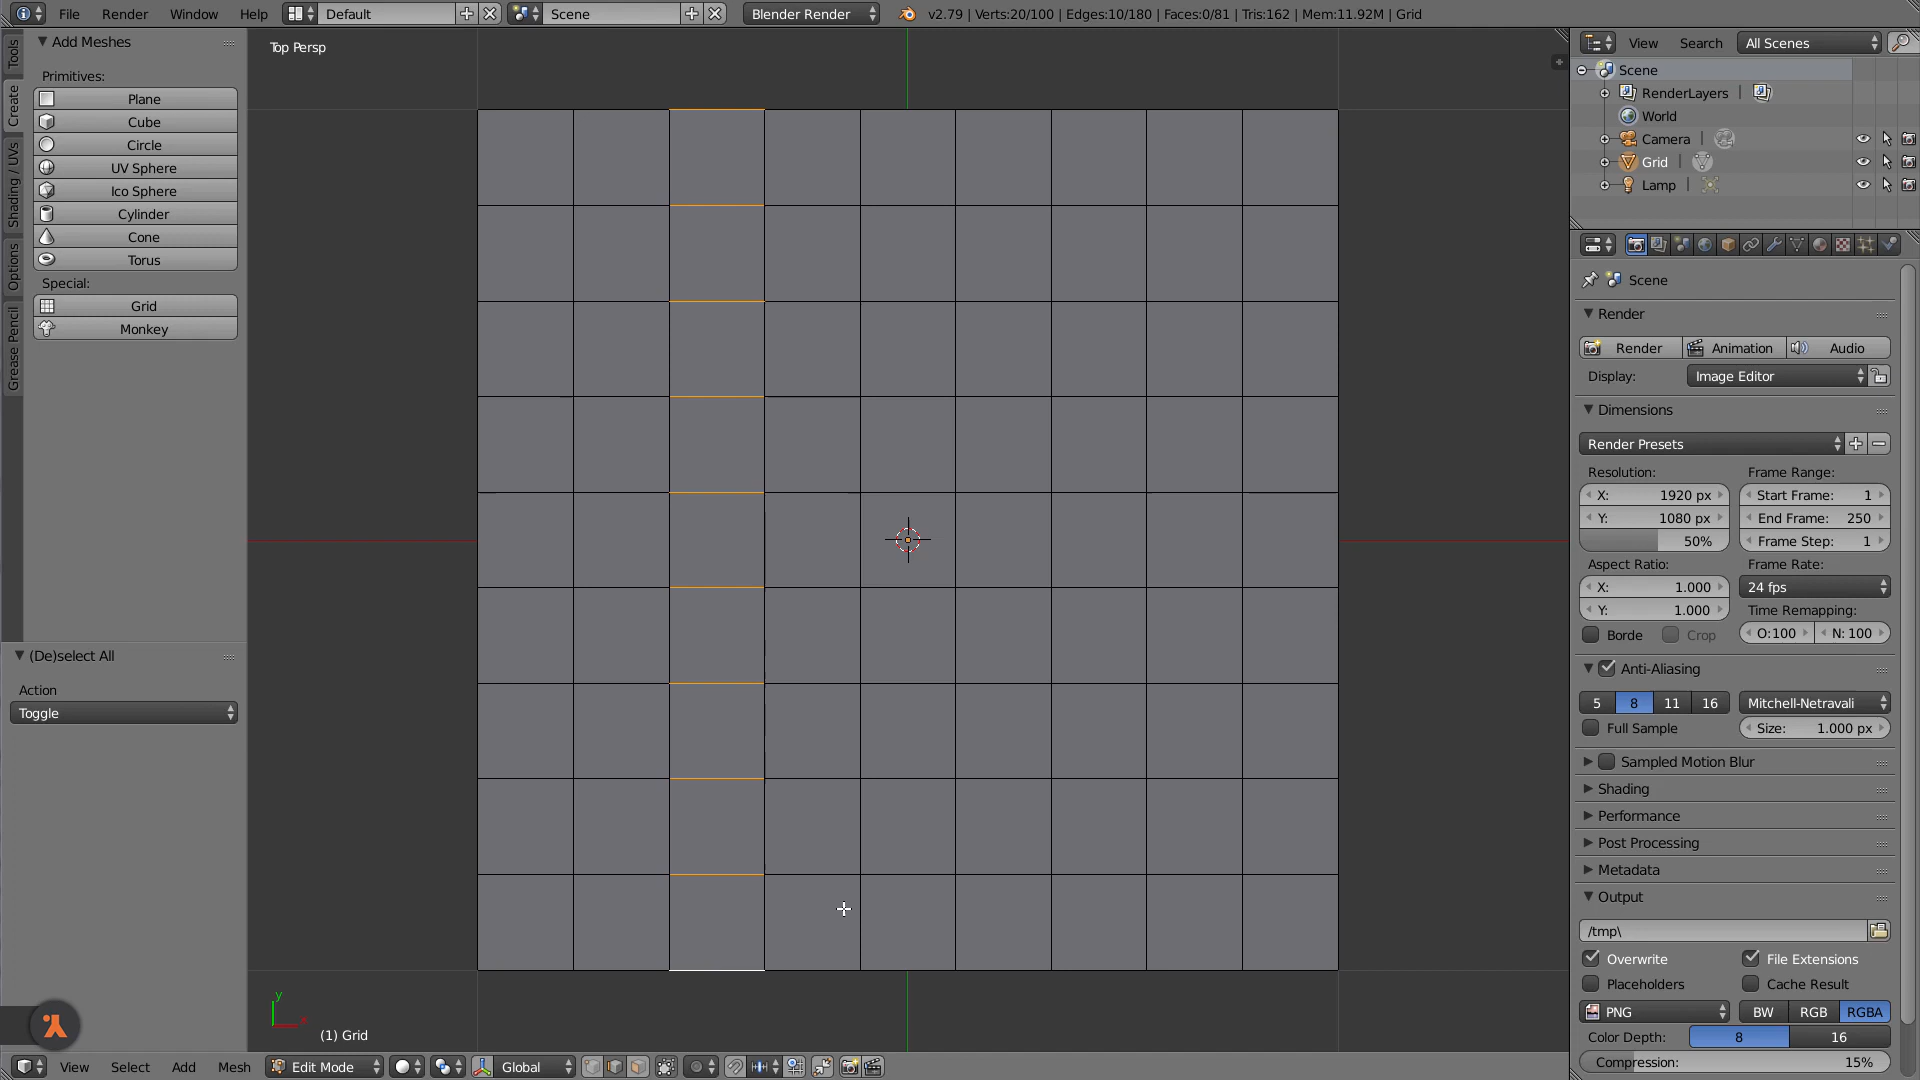 File Render Window Help Default Scene Blender Render v2.79 | Verts:20/100 | Edges:10/180 | Faces:0/81 | Tris:162 | Mem:11.92M | Grid
Tools
Create
Shading / UVs
Options
Grease Pencil
Add Meshes
Primitives:
Plane
Cube
Circle
UV Sphere
Ico Sphere
Cylinder
Cone
Torus
Special:
Grid
Monkey
(De)select All
Action
Toggle
Top Persp
y
x
(1) Grid
View Select Add Mesh Edit Mode Global
View Search All Scenes
Scene
RenderLayers
World
Camera
Grid
Lamp
Scene
Render
Render Animation Audio
Display: Image Editor
Dimensions
Render Presets
Resolution: Frame Range:
X: 1920 px Start Frame: 1
Y: 1080 px End Frame: 250
50% Frame Step: 1
Aspect Ratio: Frame Rate:
X: 1.000 24 fps
Y: 1.000 Time Remapping:
Borde Crop O:100 N: 100
Anti-Aliasing
5 8 11 16 Mitchell-Netravali
Full Sample Size: 1.000 px
Sampled Motion Blur
Shading
Performance
Post Processing
Metadata
Output
/tmp\
Overwrite File Extensions
Placeholders Cache Result
PNG BW RGB RGBA
Color Depth: 8 16
Compression: 15%